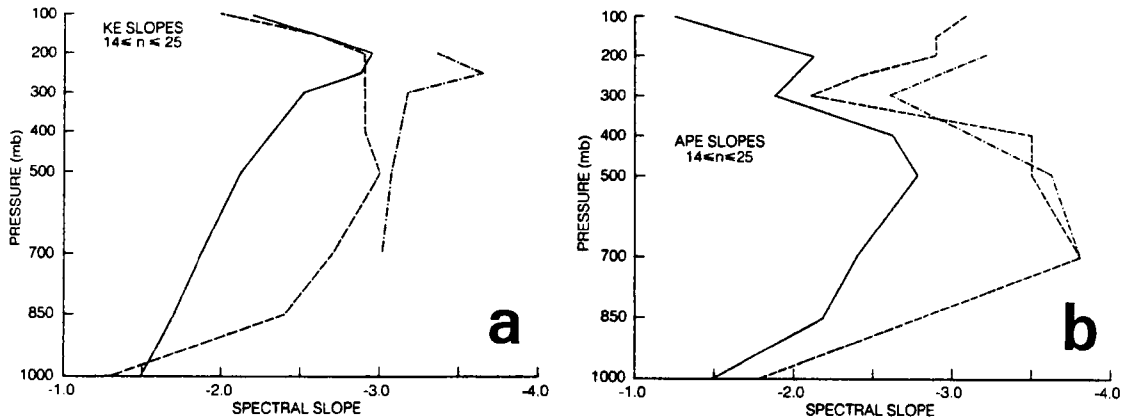 KE SLOPES
14≤ n ≤ 25
PRESSURE (mb)
100
200
300
400
500
700
850
1000
-1.0
-2.0
-3.0
-4.0
SPECTRAL SLOPE
a
APE SLOPES
14≤n≤25
PRESSURE (mb)
100
200
300
400
500
700
850
1000
-1.0
-2.0
-3.0
-4.0
SPECTRAL SLOPE
b